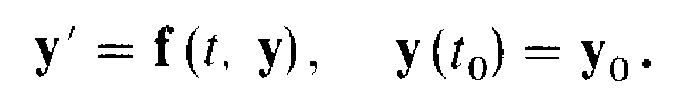 y′ = f(t, y), y(t₀) = y₀.